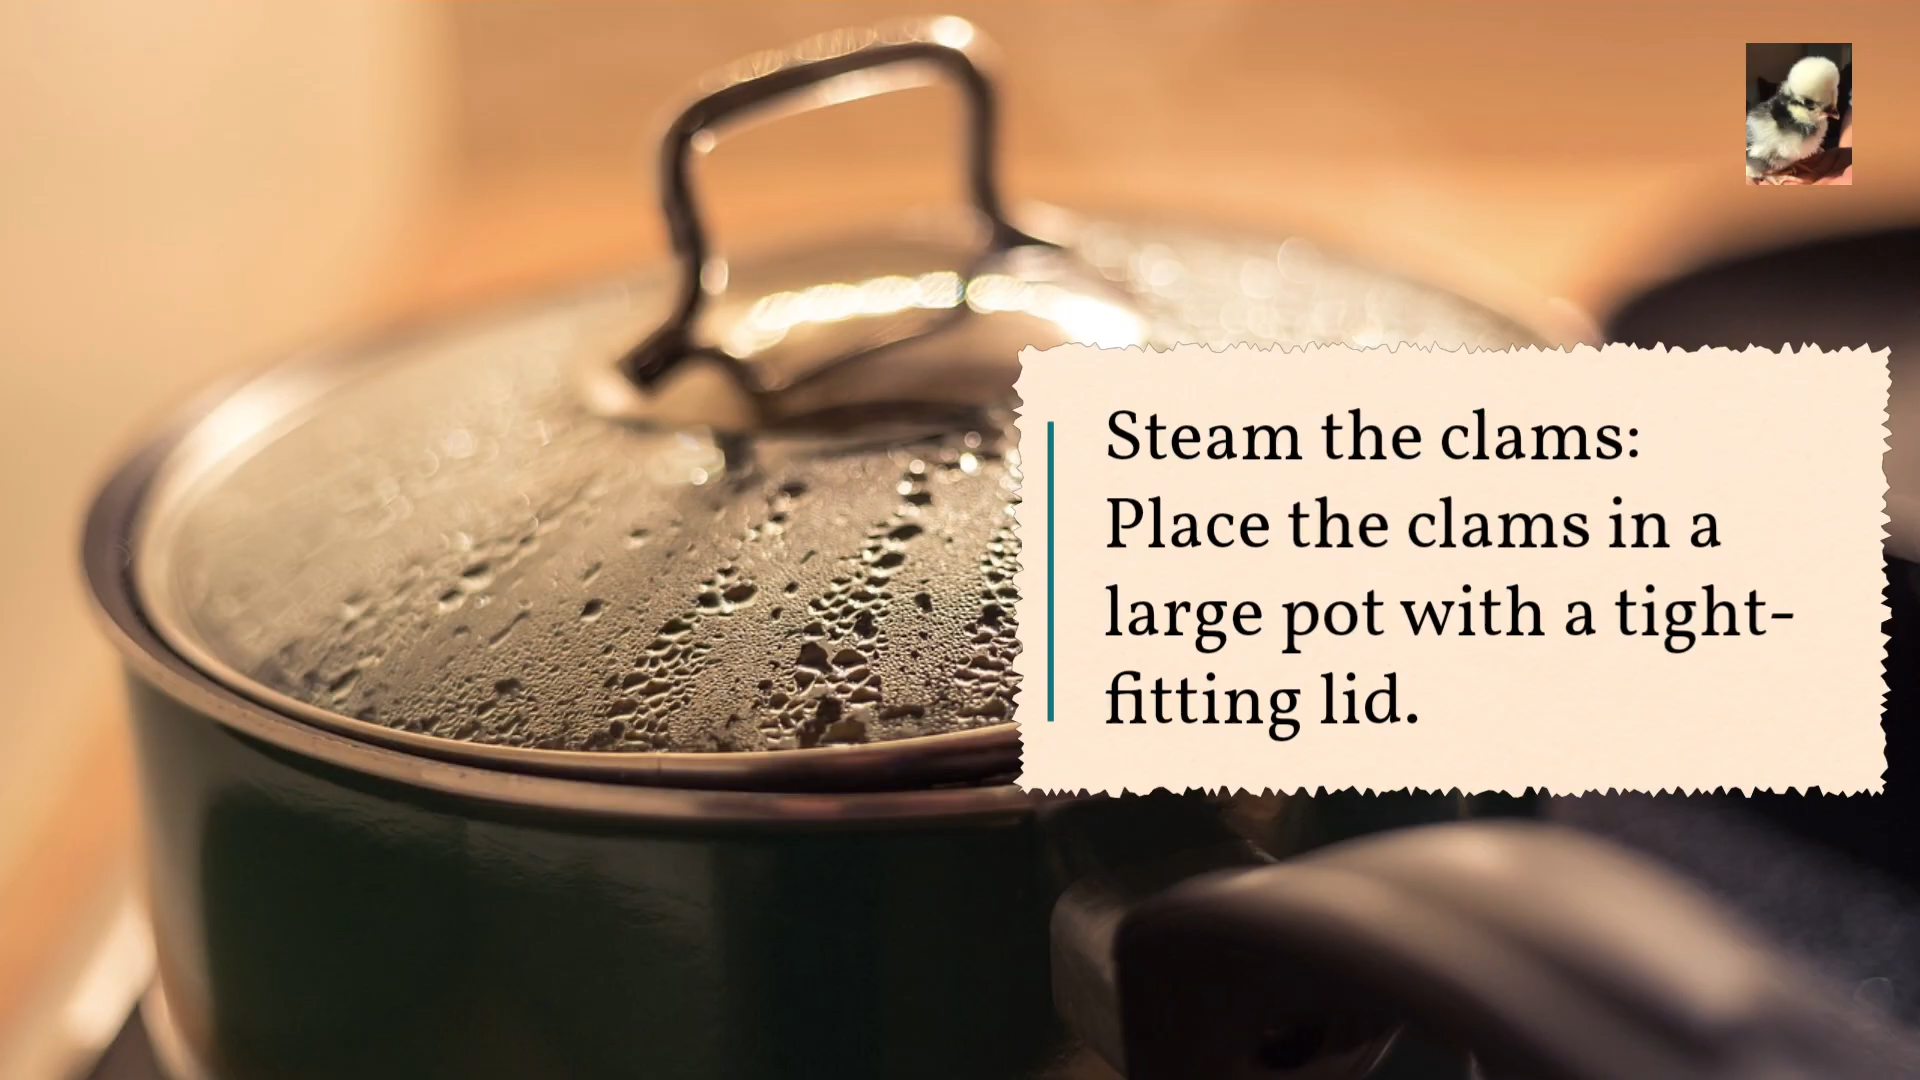 Steam the clams:
Place the clams in a
large pot with a tight-
fitting lid.